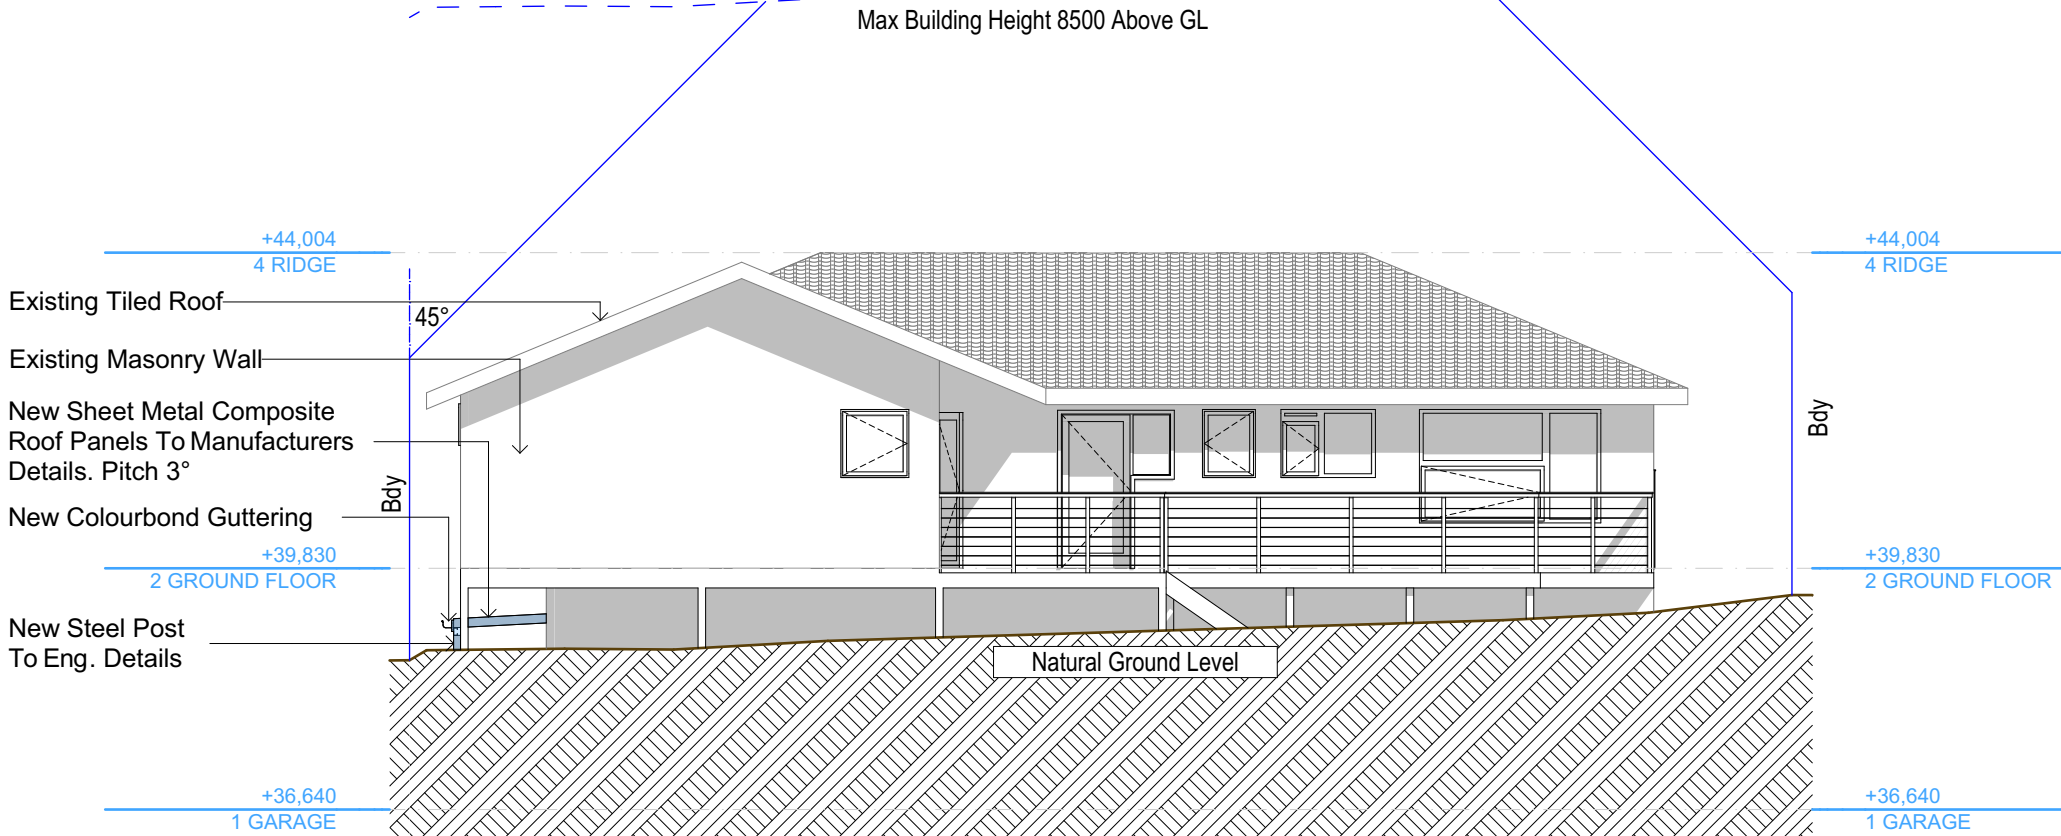 Max Building Height 8500 Above GL
+44,004
4 RIDGE
+44,004
4 RIDGE
Existing Tiled Roof
45°
Existing Masonry Wall
New Sheet Metal Composite
Roof Panels To Manufacturers
Details. Pitch 3°
Bdy
Bdy
New Colourbond Guttering
+39,830
2 GROUND FLOOR
+39,830
2 GROUND FLOOR
New Steel Post
To Eng. Details
Natural Ground Level
+36,640
1 GARAGE
+36,640
1 GARAGE